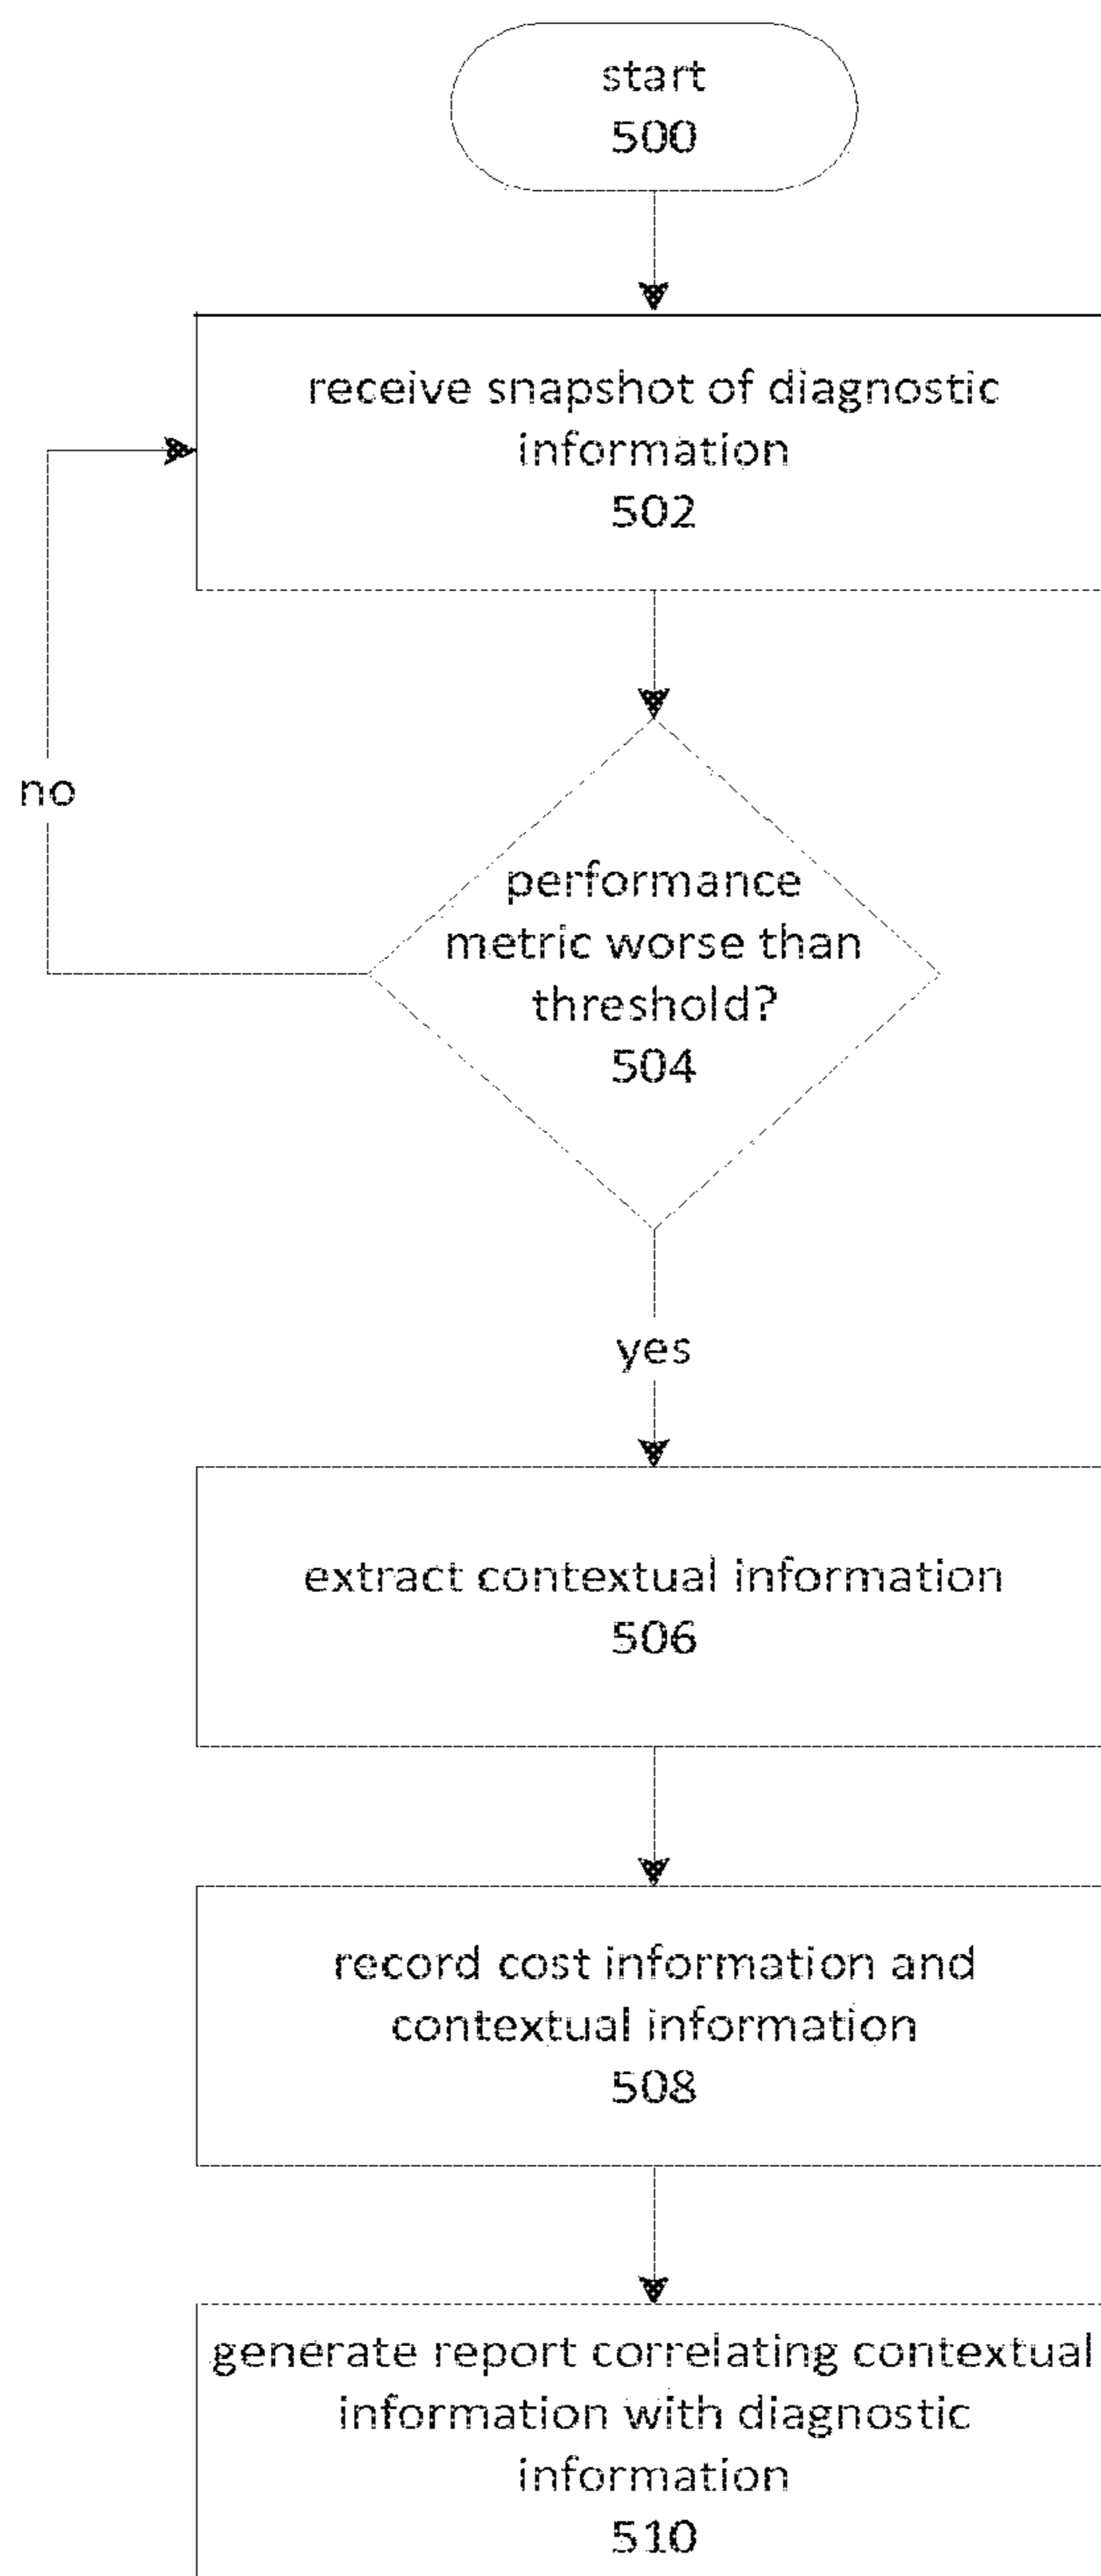 start
500
receive snapshot of diagnostic
information
502
no
performance
metric worse than
threshold?
504
yes
extract contextual information
506
record cost information and
contextual information
508
generate report correlating contextual
information with diagnostic
information
510